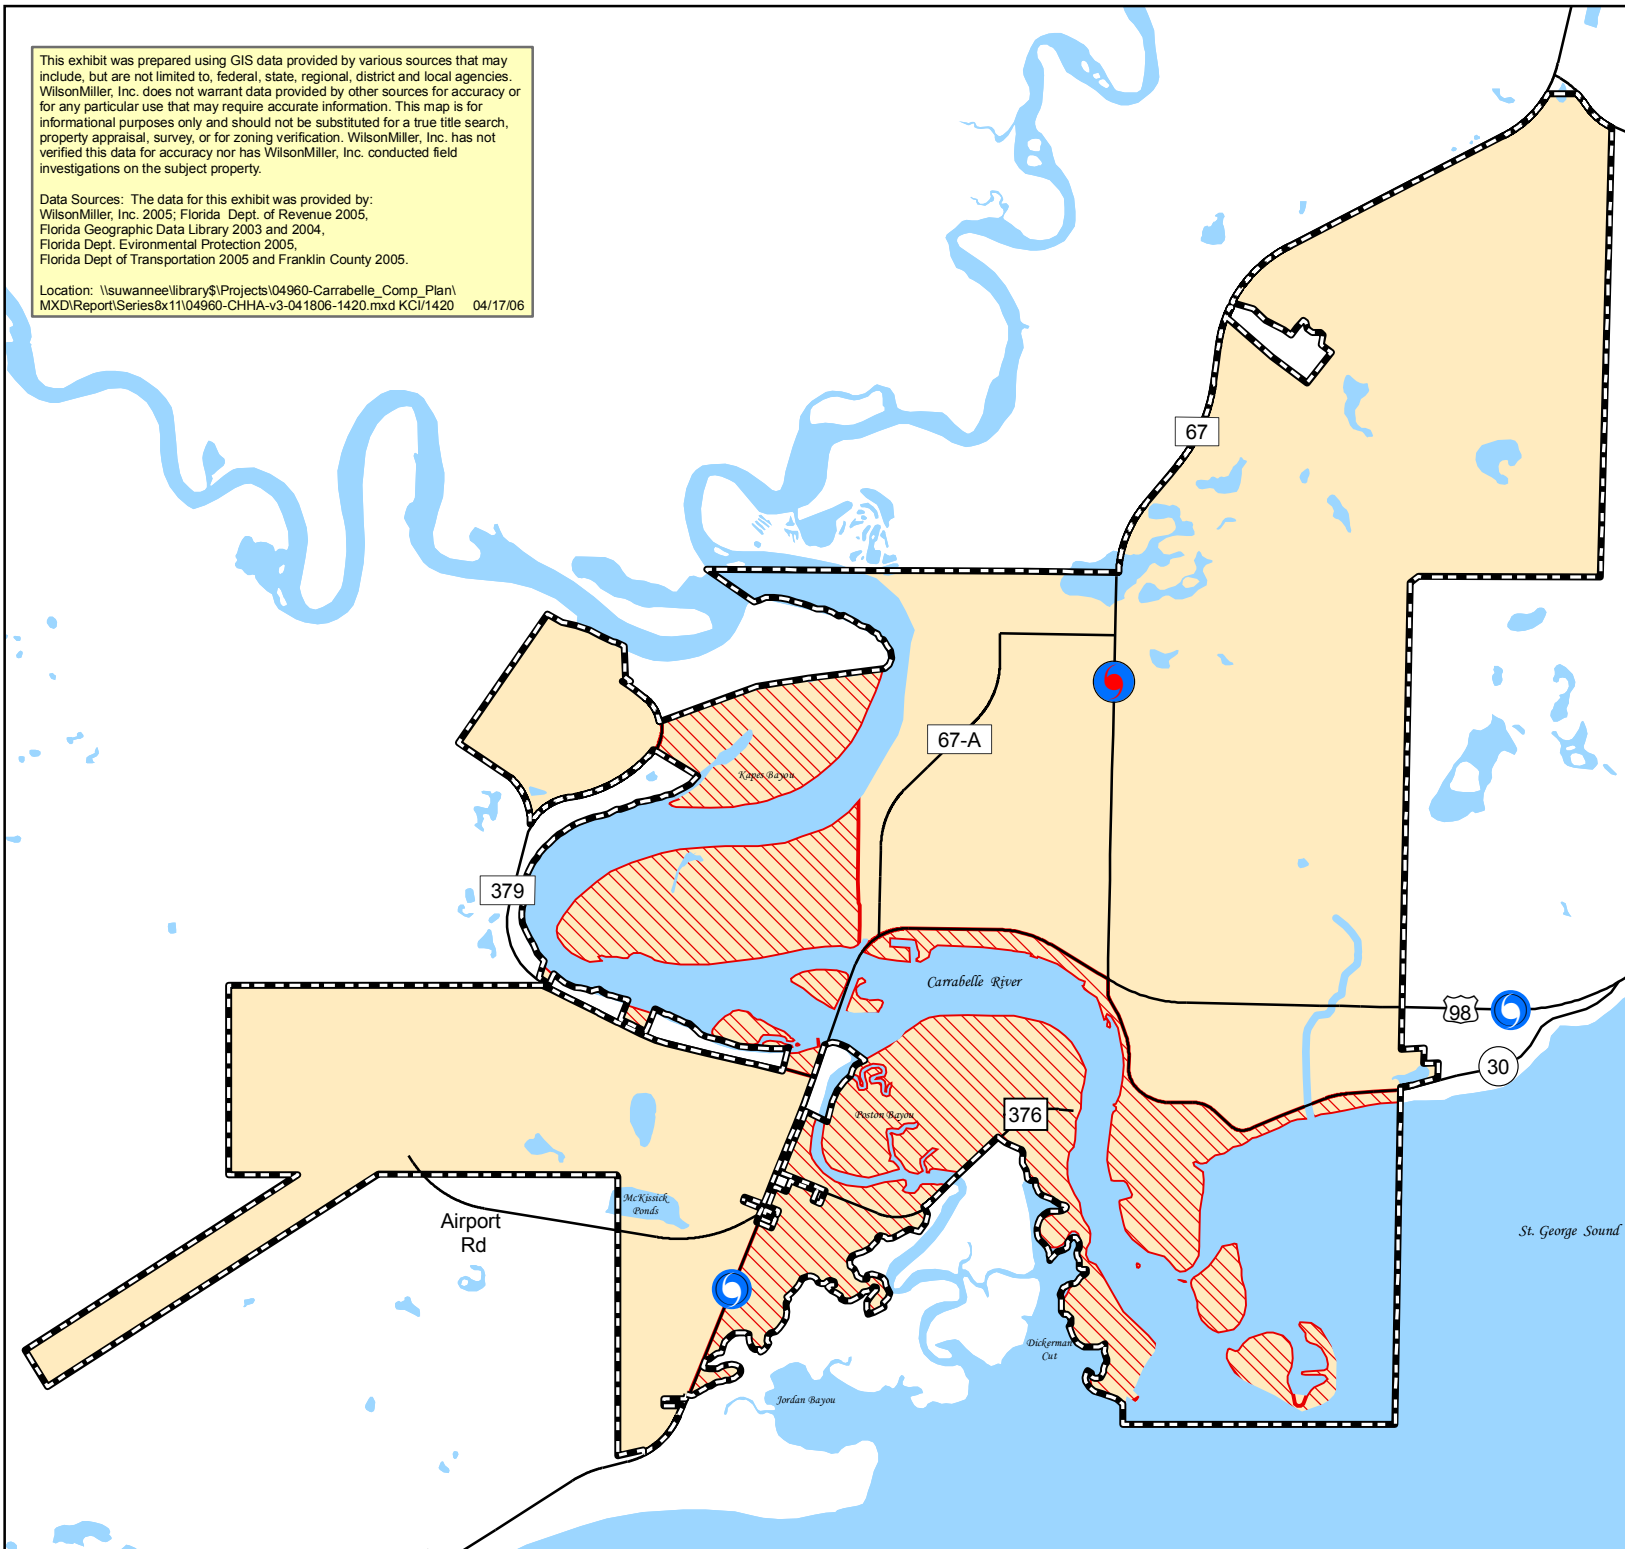 This exhibit was prepared using GIS data provided by various sources that may
include, but are not limited to, federal, state, regional, district and local agencies.
WilsonMiller, Inc. does not warrant data provided by other sources for accuracy or
for any particular use that may require accurate information. This map is for
informational purposes only and should not be substituted for a true title search,
property appraisal, survey, or for zoning verification. WilsonMiller, Inc. has not
verified this data for accuracy nor has WilsonMiller, Inc. conducted field
investigations on the subject property.
Data Sources: The data for this exhibit was provided by:
WilsonMiller, Inc. 2005; Florida Dept. of Revenue 2005,
Florida Geographic Data Library 2003 and 2004,
Florida Dept. Evironmental Protection 2005,
Florida Dept of Transportation 2005 and Franklin County 2005.
Location: \\suwannee\library$\Projects\04960-Carrabelle_Comp_Plan\
MXD\Report\Series8x11\04960-CHHA-v3-041806-1420.mxd KCI/1420 04/17/06
67
67-A
Kapes Bayou
379
Carrabelle River
98
30
Poston Bayou
376
McKissick
Ponds
Airport
Rd
St. George Sound
Dickerman
Cut
Jordan Bayou